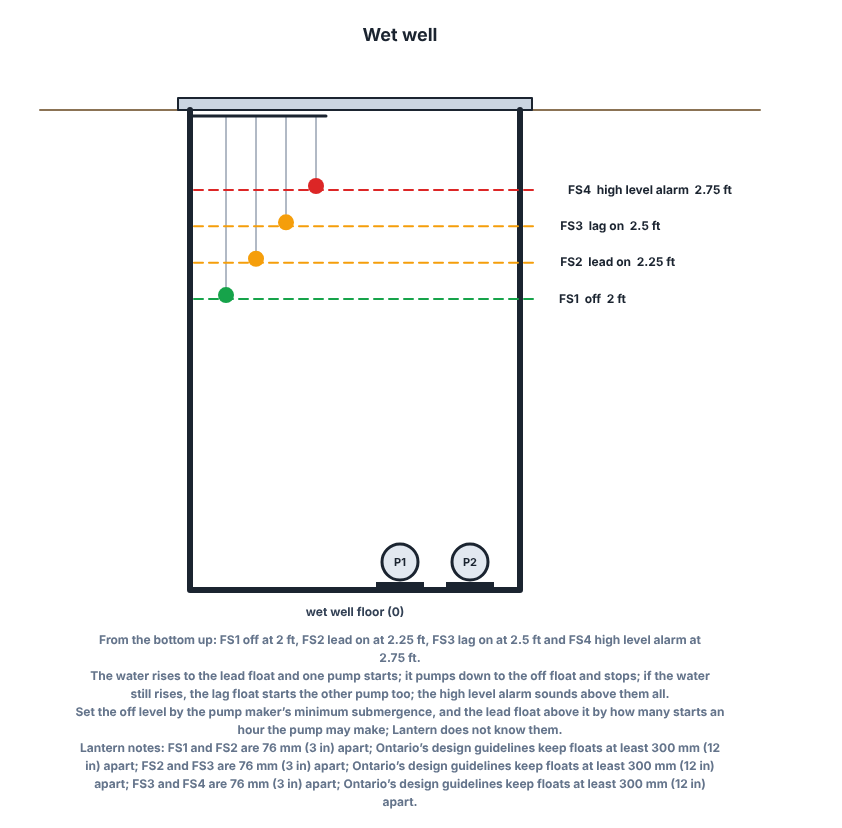 Wet well
FS4 high level alarm 2.75 ft
FS3 lag on 2.5 ft
FS2 lead on 2.25 ft
FS1 off 2 ft
P1 P2
wet well floor (0)
From the bottom up: FS1 off at 2 ft, FS2 lead on at 2.25 ft, FS3 lag on at 2.5 ft and FS4 high level alarm at
2.75 ft.
The water rises to the lead float and one pump starts; it pumps down to the off float and stops; if the water
still rises, the lag float starts the other pump too; the high level alarm sounds above them all.
Set the off level by the pump maker’s minimum submergence, and the lead float above it by how many starts an
hour the pump may make; Lantern does not know them.
Lantern notes: FS1 and FS2 are 76 mm (3 in) apart; Ontario’s design guidelines keep floats at least 300 mm (12
in) apart; FS2 and FS3 are 76 mm (3 in) apart; Ontario’s design guidelines keep floats at least 300 mm (12 in)
apart; FS3 and FS4 are 76 mm (3 in) apart; Ontario’s design guidelines keep floats at least 300 mm (12 in)
apart.